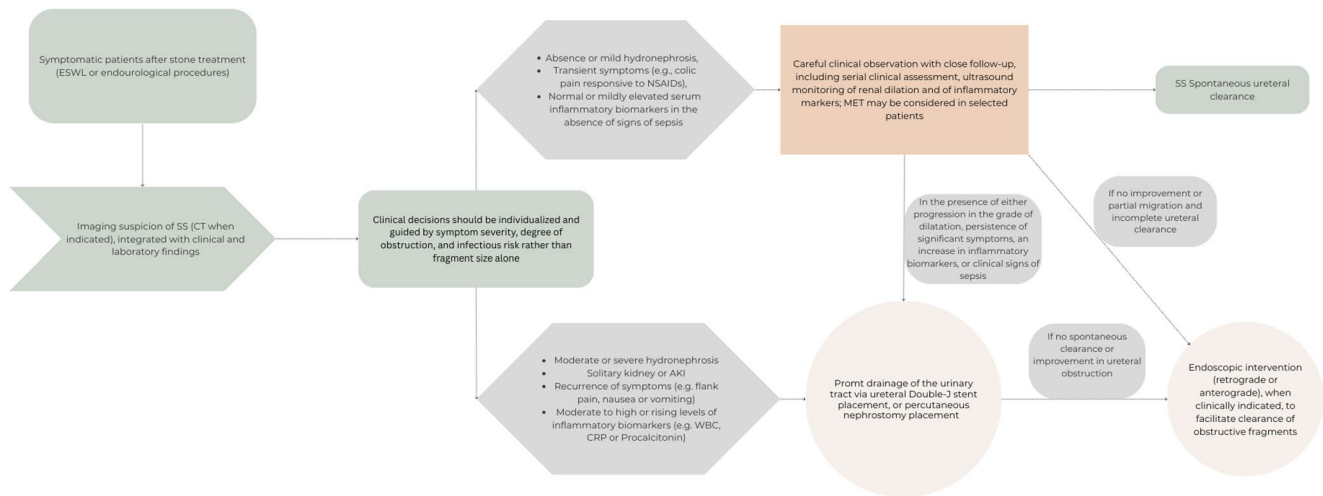 Symptomatic patients after stone treatment
(ESWL or endourological procedures)
Imaging suspicion of SS (CT when
indicated), integrated with clinical and
laboratory findings
Clinical decisions should be individualized and
guided by symptom severity, degree of
obstruction, and infectious risk rather than
fragment size alone
• Absence or mild hydronephrosis,
• Transient symptoms (e.g., colic
pain responsive to NSAIDs),
• Normal or mildly elevated serum
inflammatory biomarkers in the
absence of signs of sepsis
Careful clinical observation with close follow-up,
including serial clinical assessment, ultrasound
monitoring of renal dilation and of inflammatory
markers; MET may be considered in selected
patients
SS Spontaneous ureteral
clearance
In the presence of either
progression in the grade of
dilatation, persistence of
significant symptoms, an
increase in inflammatory
biomarkers, or clinical signs of
sepsis
If no improvement or
partial migration and
incomplete ureteral
clearance
• Moderate or severe hydronephrosis
• Solitary kidney or AKI
• Recurrence of symptoms (e.g. flank
pain, nausea or vomiting)
• Moderate to high or rising levels of
inflammatory biomarkers (e.g. WBC,
CRP or Procalcitonin)
Promt drainage of the urinary
tract via ureteral Double-J stent
placement, or percutaneous
nephrostomy placement
If no spontaneous
clearance or
improvement in ureteral
obstruction
Endoscopic intervention
(retrograde or
anterograde), when
clinically indicated, to
facilitate clearance of
obstructive fragments